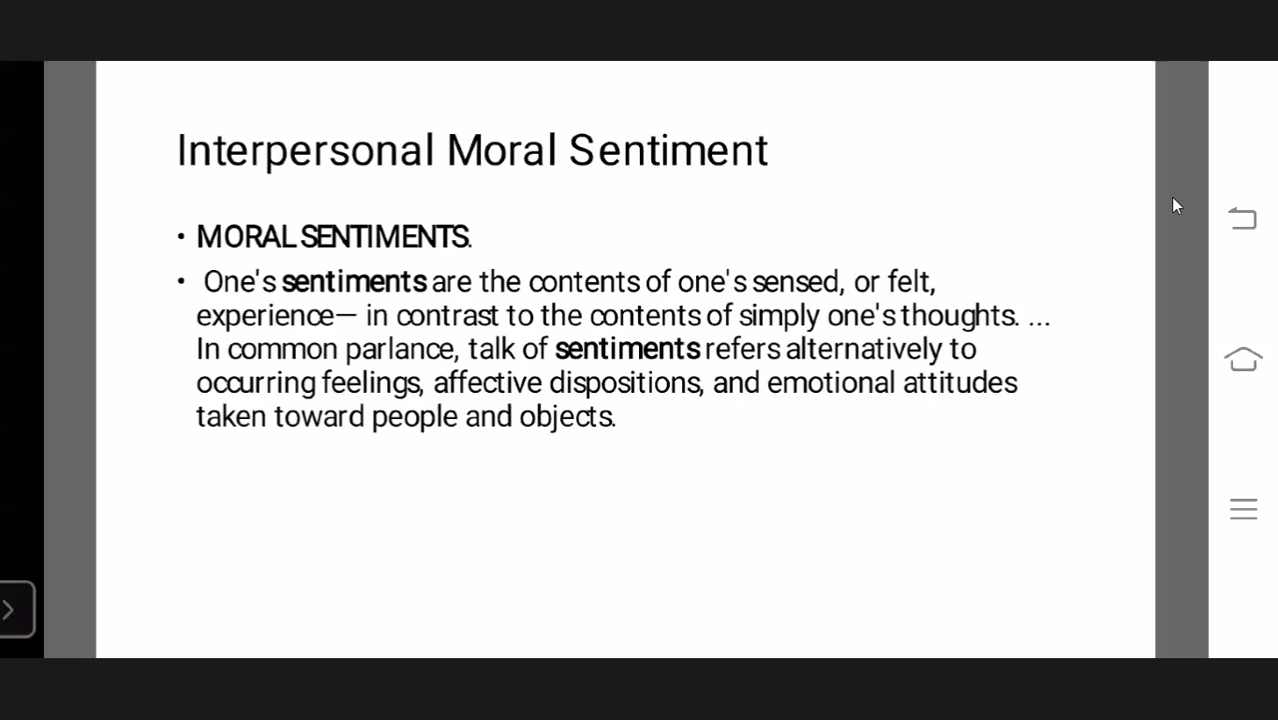 Interpersonal Moral Sentiment
• MORAL SENTIMENTS.
• One's sentiments are the contents of one's sensed, or felt,
experience— in contrast to the contents of simply one's thoughts. ...
In common parlance, talk of sentiments refers alternatively to
occurring feelings, affective dispositions, and emotional attitudes
taken toward people and objects.